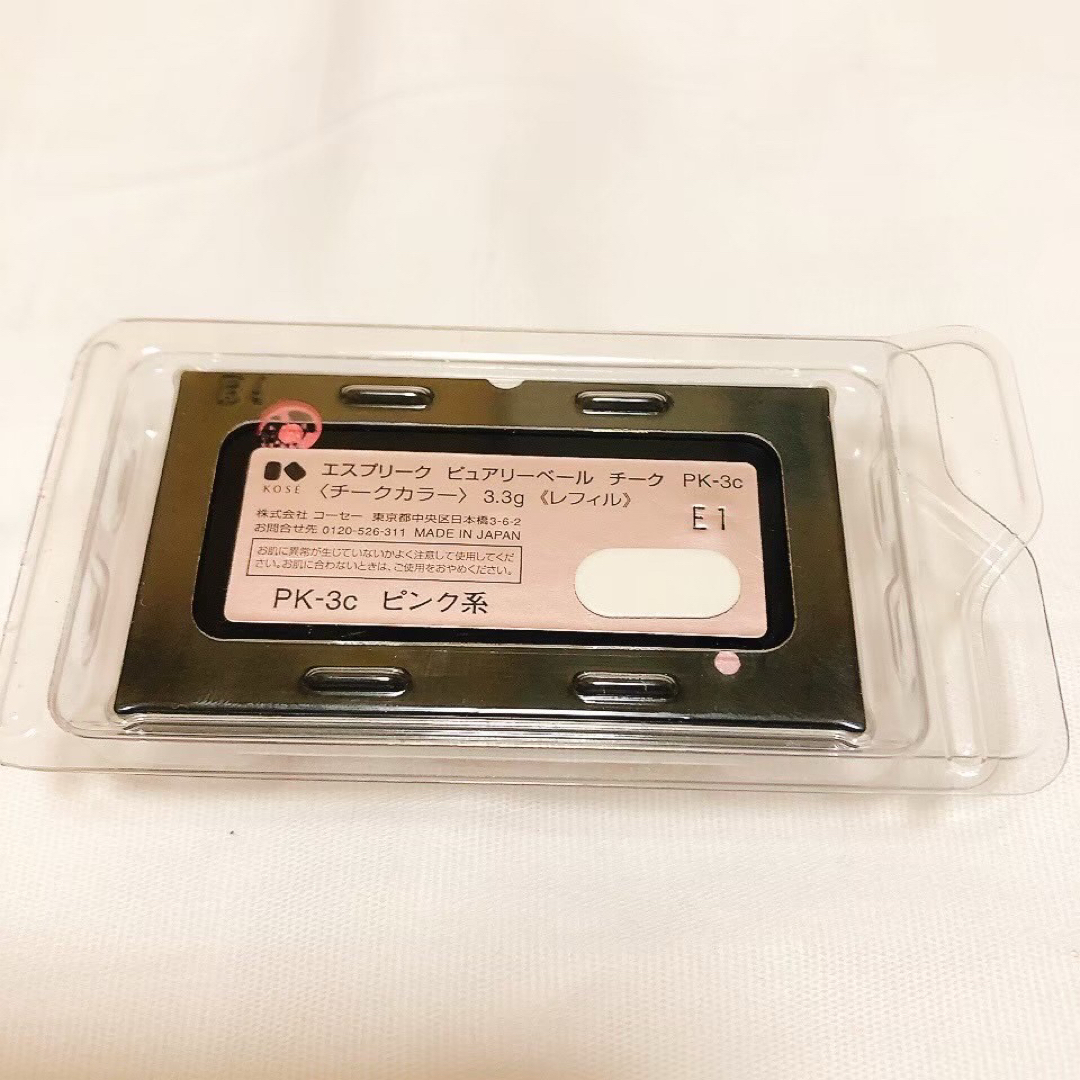 KOSÉ
エスプリーク ピュアリーベール チーク PK-3c
〈チークカラー〉 3.3g 《レフィル》
株式会社 コーセー 東京都中央区日本橋3-6-2
お問合せ先 0120-526-311 MADE IN JAPAN
E1
お肌に異常が生じていないかよく注意して使用してくだ
さい。お肌に合わないときは、ご使用をおやめください。
PK-3c ピンク系